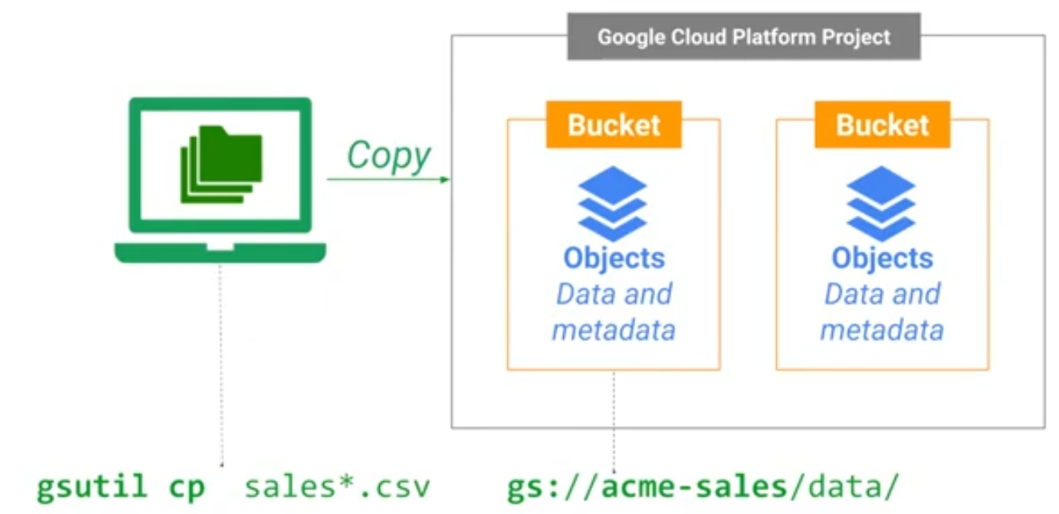 Google Cloud Platform Project
Copy
Bucket
Objects
Data and
metadata
Bucket
Objects
Data and
metadata
gsutil cp sales*.csv gs://acme-sales/data/